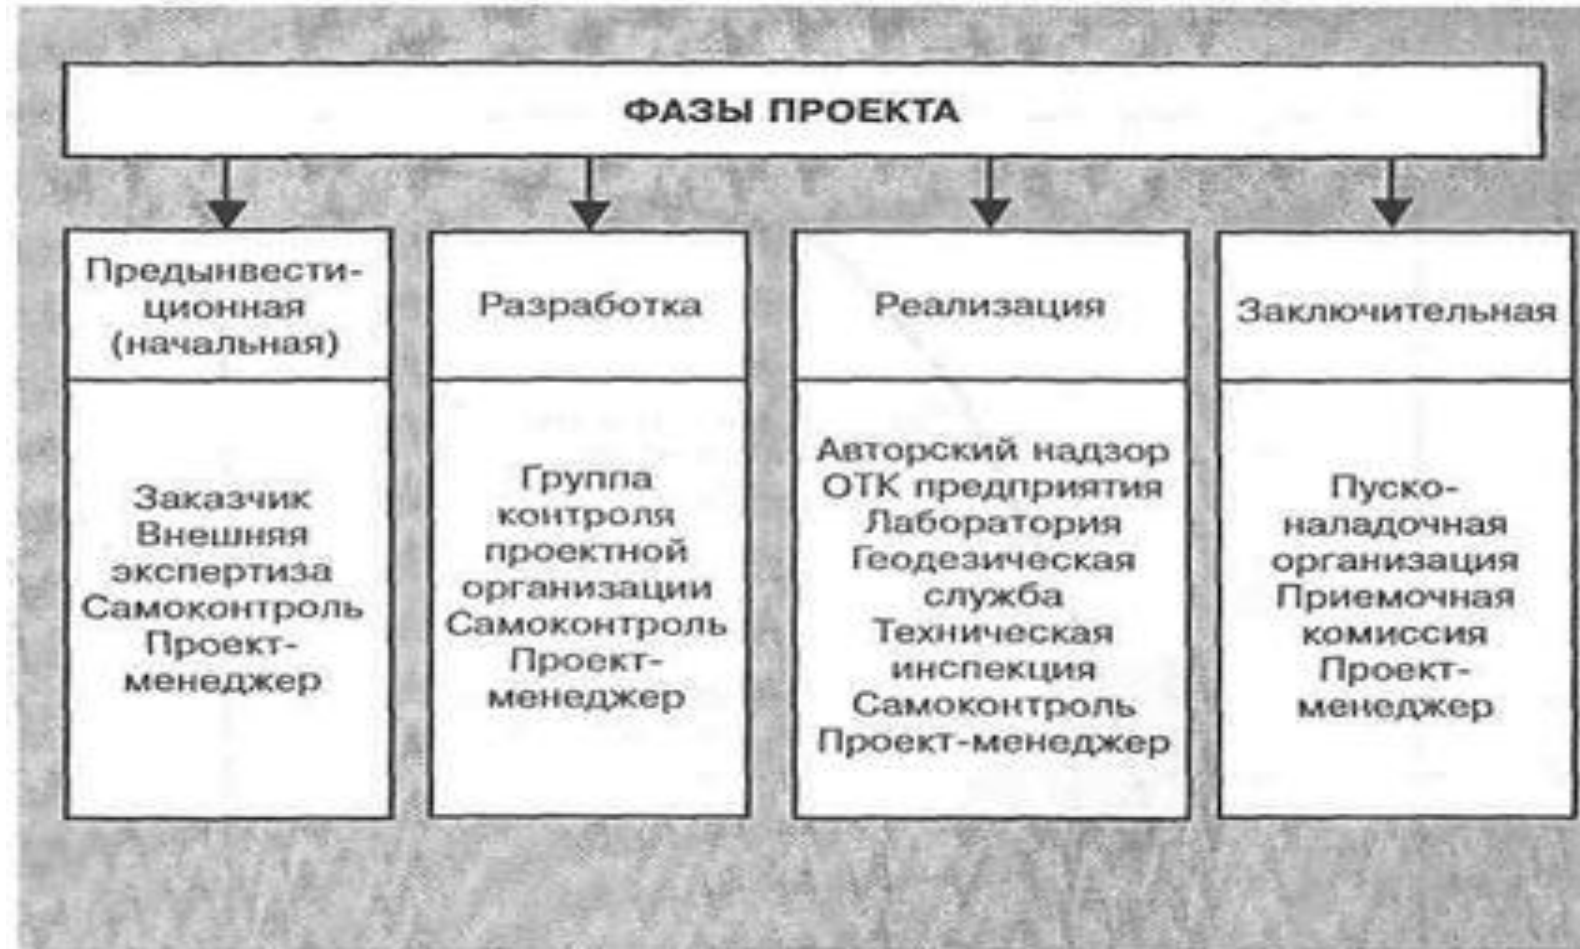 ФАЗЫ ПРОЕКТА
Предынвести-
ционная
(начальная)
Заказчик
Внешняя
экспертиза
Самоконтроль
Проект-
менеджер
Разработка
Группа
контроля
проектной
организации
Самоконтроль
Проект-
менеджер
Реализация
Авторский надзор
ОТК предприятия
Лаборатория
Геодезическая
служба
Техническая
инспекция
Самоконтроль
Проект-менеджер
Заключительная
Пуско-
наладочная
организация
Приемочная
комиссия
Проект-
менеджер